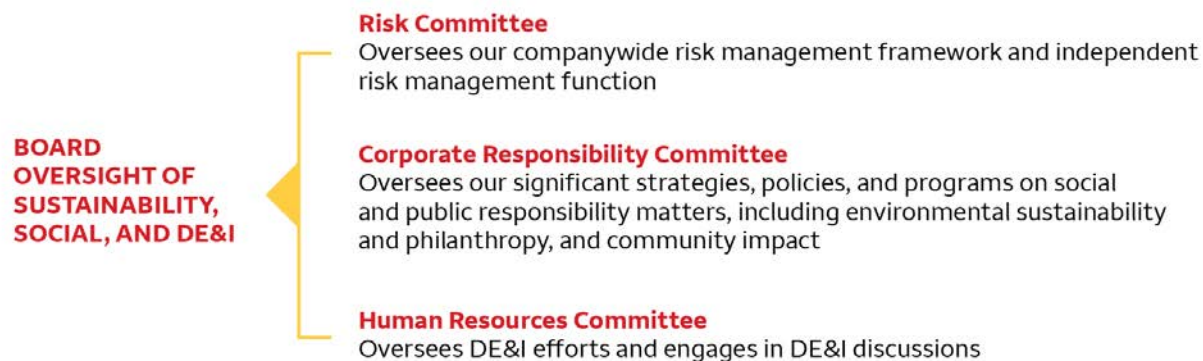 Risk Committee
Oversees our companywide risk management framework and independent
risk management function
BOARD
OVERSIGHT OF
SUSTAINABILITY,
SOCIAL, AND DE&I
Corporate Responsibility Committee
Oversees our significant strategies, policies, and programs on social
and public responsibility matters, including environmental sustainability
and philanthropy, and community impact
Human Resources Committee
Oversees DE&I efforts and engages in DE&I discussions